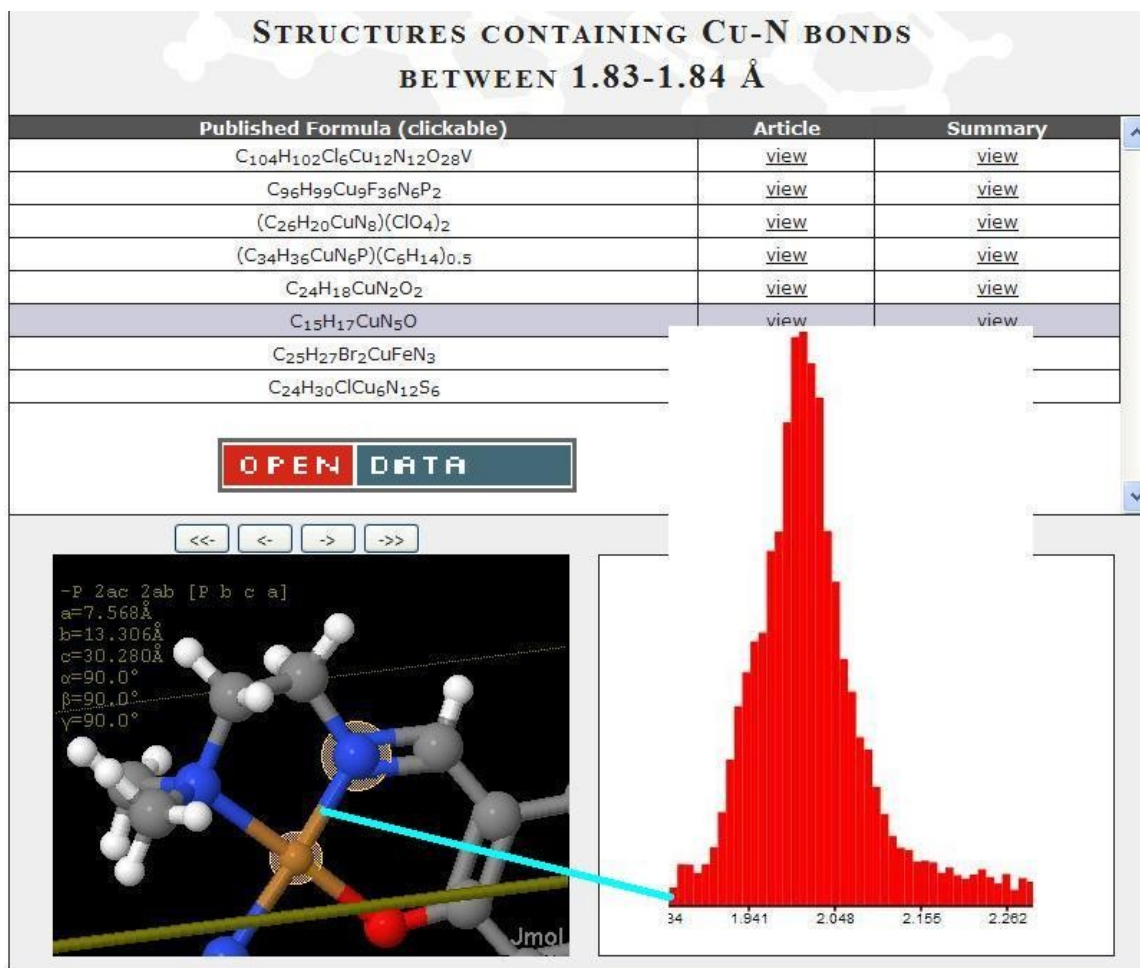 STRUCTURES CONTAINING CU-N BONDS
BETWEEN 1.83-1.84 Å
Published Formula (clickable) Article Summary
C₁₀₄H₁₀₂Cl₆Cu₁₂N₁₂O₂₈V view view
C₉₆H₉₉Cu₉F₃₆N₆P₂ view view
(C₂₆H₂₀CuN₈)(ClO₄)₂ view view
(C₃₄H₃₆CuN₆P)(C₆H₁₄)₀.₅ view view
C₂₄H₁₈CuN₂O₂ view view
C₁₅H₁₇CuN₅O view view
C₂₅H₂₇Br₂CuFeN₃
C₂₄H₃₀ClCu₆N₁₂S₆
OPEN DATA
<<- <- -> ->>
-P 2ac 2ab [P b c a]
a=7.568Å
b=13.306Å
c=30.280Å
α=90.0°
β=90.0°
γ=90.0°
Jmol
34 1.941 2.048 2.155 2.262